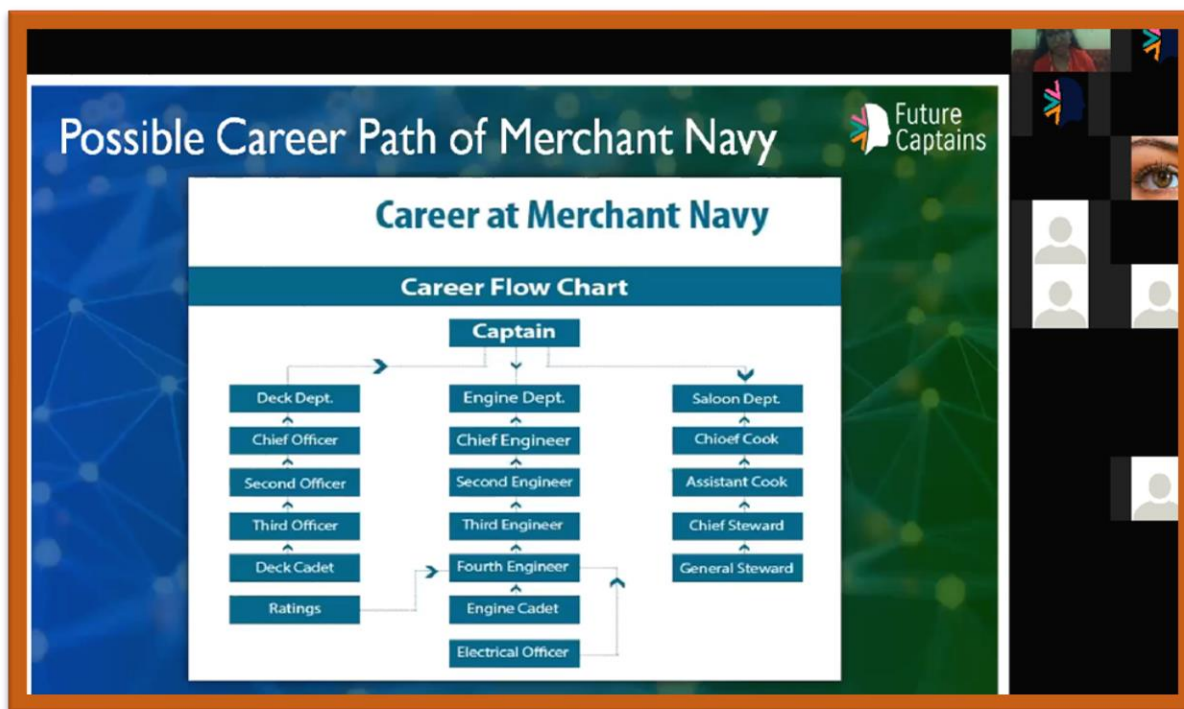 Possible Career Path of Merchant Navy
Future
Captains
Career at Merchant Navy
Career Flow Chart
Captain
Deck Dept.
Engine Dept.
Saloon Dept.
Chief Officer
Chief Engineer
Chioef Cook
Second Officer
Second Engineer
Assistant Cook
Third Officer
Third Engineer
Chief Steward
Deck Cadet
Fourth Engineer
General Steward
Ratings
Engine Cadet
Electrical Officer